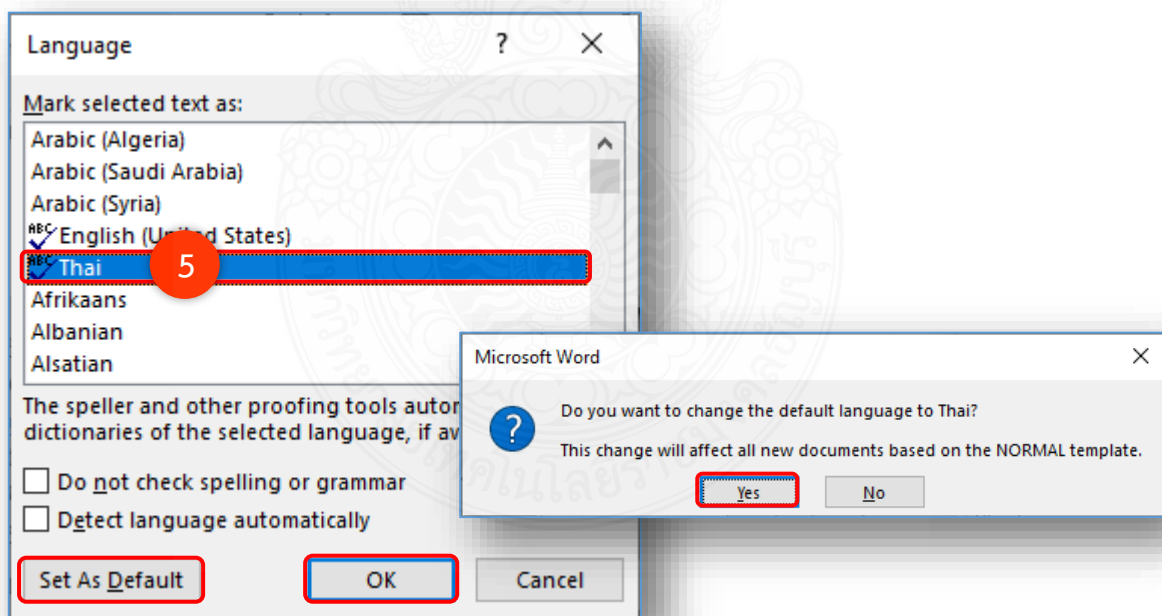 Language
?
Mark selected text as:
Arabic (Algeria)
Arabic (Saudi Arabia)
Arabic (Syria)
English (United States)
Thai
5
Afrikaans
Albanian
Alsatian
The speller and other proofing tools
dictionaries of the selected language, if
Do not check spelling or grammar
Detect language automatically
Set As Default
OK
Cancel
Microsoft Word
Do you want to change the default language to Thai?
This change will affect all new documents based on the NORMAL template.
Yes
No